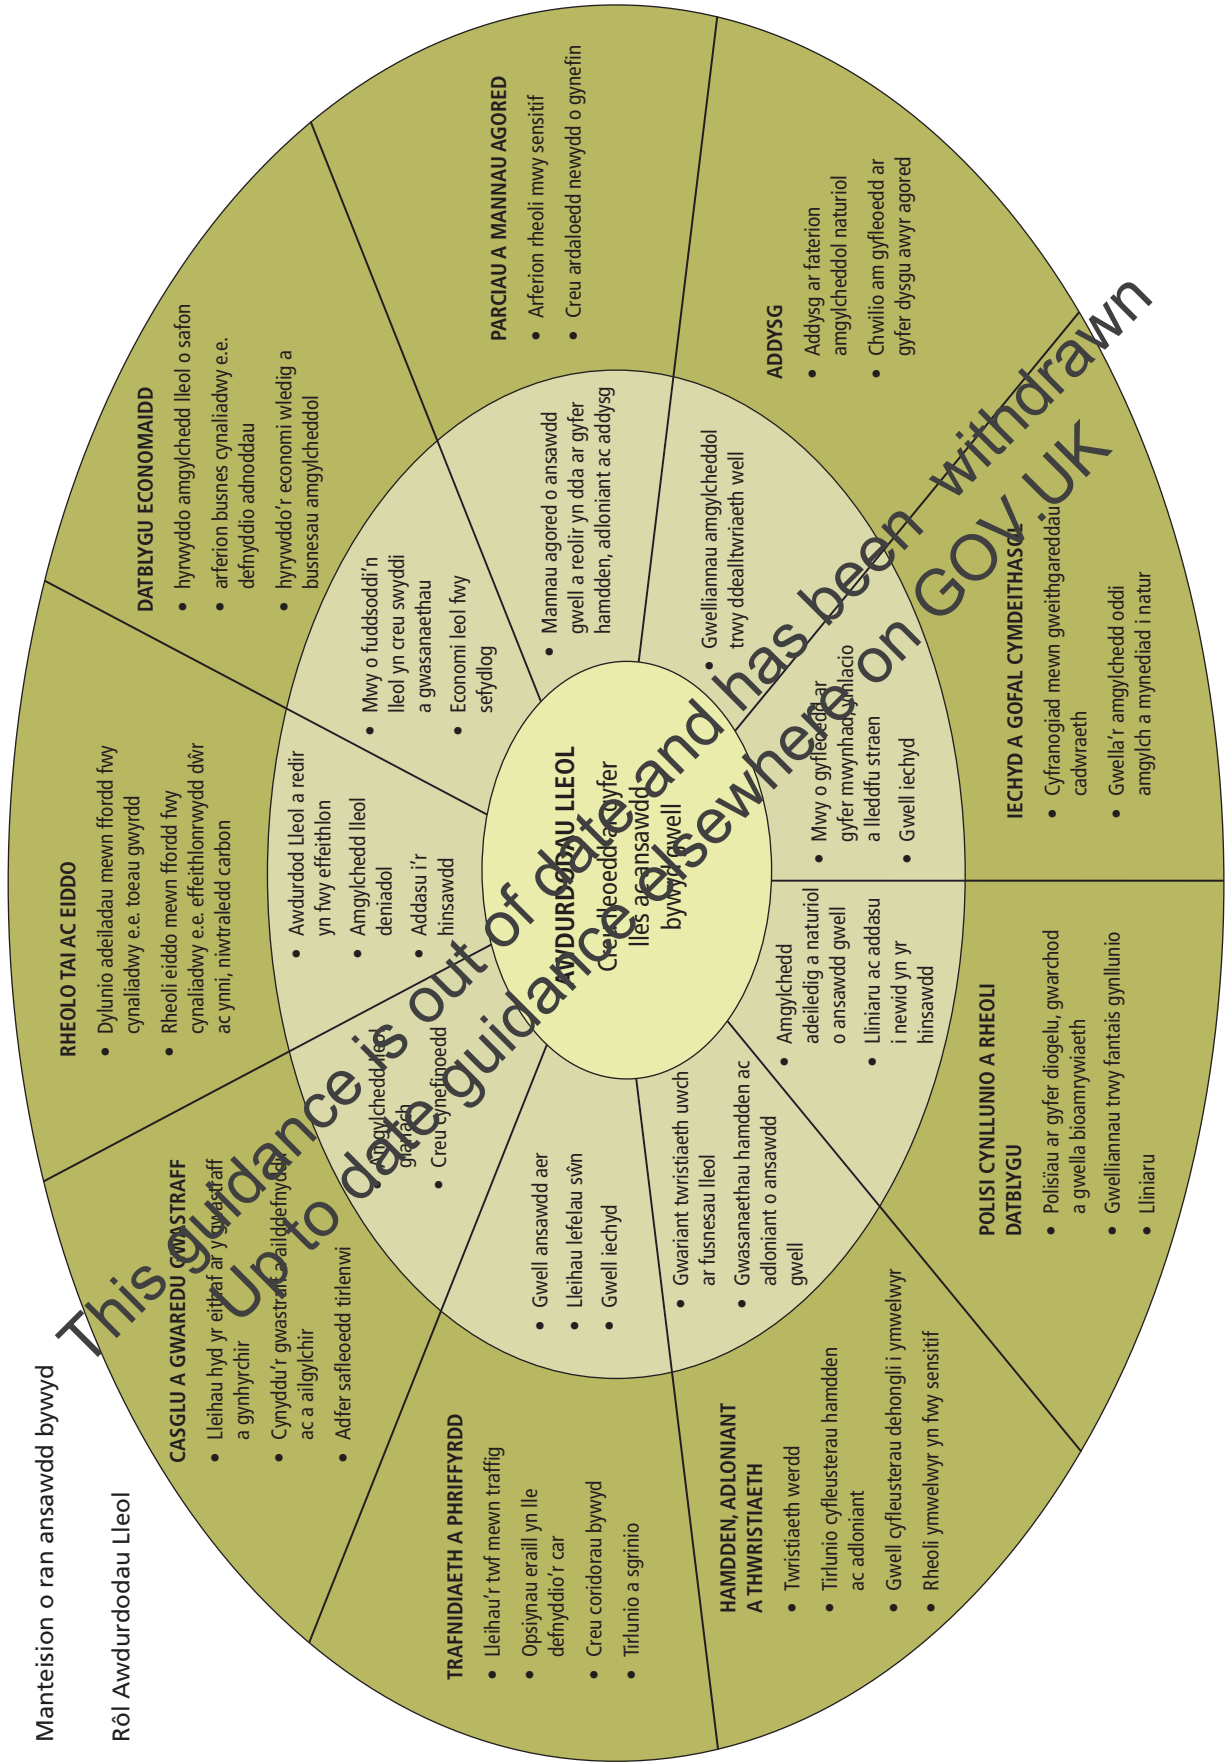 Manteision o ran ansawdd bywyd
Rôl Awdurdodau Lleol
CASGLU A GWAREDU GWASTRAFF
• Lleihau hyd yr eithaf ar y gwastraff
a gynhyrchir
• Cynyddu'r gwastraff a ailddefnyddir
ac a ailgylchir
• Adfer safleoedd tirlenwi
RHEOLO TAI AC EIDDO
• Dylunio adeiladau mewn ffordd fwy
cynaliadwy e.e. toeau gwyrdd
• Rheoli eiddo mewn ffordd fwy
cynaliadwy e.e. effeithlonrwydd dŵr
ac ynni, niwtraledd carbon
DATBLYGU ECONOMAIDD
• hyrwyddo amgylchedd lleol o safon
• arferion busnes cynaliadwy e.e.
defnyddio adnoddau
• hyrywddo'r economi wledig a
busnesau amgylcheddol
PARCIAU A MANNAU AGORED
• Arferion rheoli mwy sensitif
• Creu ardaloedd newydd o gynefin
ADDYSG
• Addysg ar faterion
amgylcheddol naturiol
• Chwilio am gyfleoedd ar
gyfer dysgu awyr agored
IECHYD A GOFAL CYMDEITHASOL
• Cyfranogiad mewn gweithgareddau
cadwraeth
• Gwella'r amgylchedd oddi
amgylch a mynediad i natur
POLISI CYNLLUNIO A RHEOLI
DATBLYGU
• Polisiau ar gyfer diogelu, gwarchod
a gwella bioamrywiaeth
• Gwelliannau trwy fantais gynllunio
• Lliniaru
HAMDDEN, ADLONIANT
A THWRISTIAETH
• Twristiaeth werdd
• Tirlunio cyfleusterau hamdden
ac adloniant
• Gwell cyfleusterau dehongli i ymwelwyr
• Rheoli ymwelwyr yn fwy sensitif
TRAFNIDIAETH A PHRIFFYRDD
• Lleihau'r twf mewn traffig
• Opsiynau eraill yn lle
defnyddio'r car
• Creu coridorau bywyd
• Tirlunio a sgrinio
• Amgylchedd lleol
glanach
• Creu cynefinoedd
• Awdurdod Lleol a redir
yn fwy effeithlon
• Amgylchedd lleol
deniadol
• Addasu i'r
hinsawdd
• Mwy o fuddsoddi'n
lleol yn creu swyddi
a gwasanaethau
• Economi leol fwy
sefydlog
• Mannau agored o ansawdd
gwell a reolir yn dda ar gyfer
hamdden, adloniant ac addysg
• Gwelliannau amgylcheddol
trwy ddealltwriaeth well
• Mwy o gyfleoedd ar
gyfer mwynhad, ymlacio
a lleddfu straen
• Gwell iechyd
• Amgylchedd
adeiledig a naturiol
o ansawdd gwell
• Lliniaru ac addasu
i newid yn yr
hinsawdd
• Gwariant twristiaeth uwch
ar fusnesau lleol
• Gwasanaethau hamdden ac
adloniant o ansawdd
gwell
• Gwell ansawdd aer
• Lleihau lefelau sŵn
• Gwell iechyd
AWDURDODAU LLEOL
Creu lleoedd ar gyfer
lles ac ansawdd
bywyd gwell
This guidance is out of date and has been withdrawn
Up to date guidance elsewhere on GOV.UK